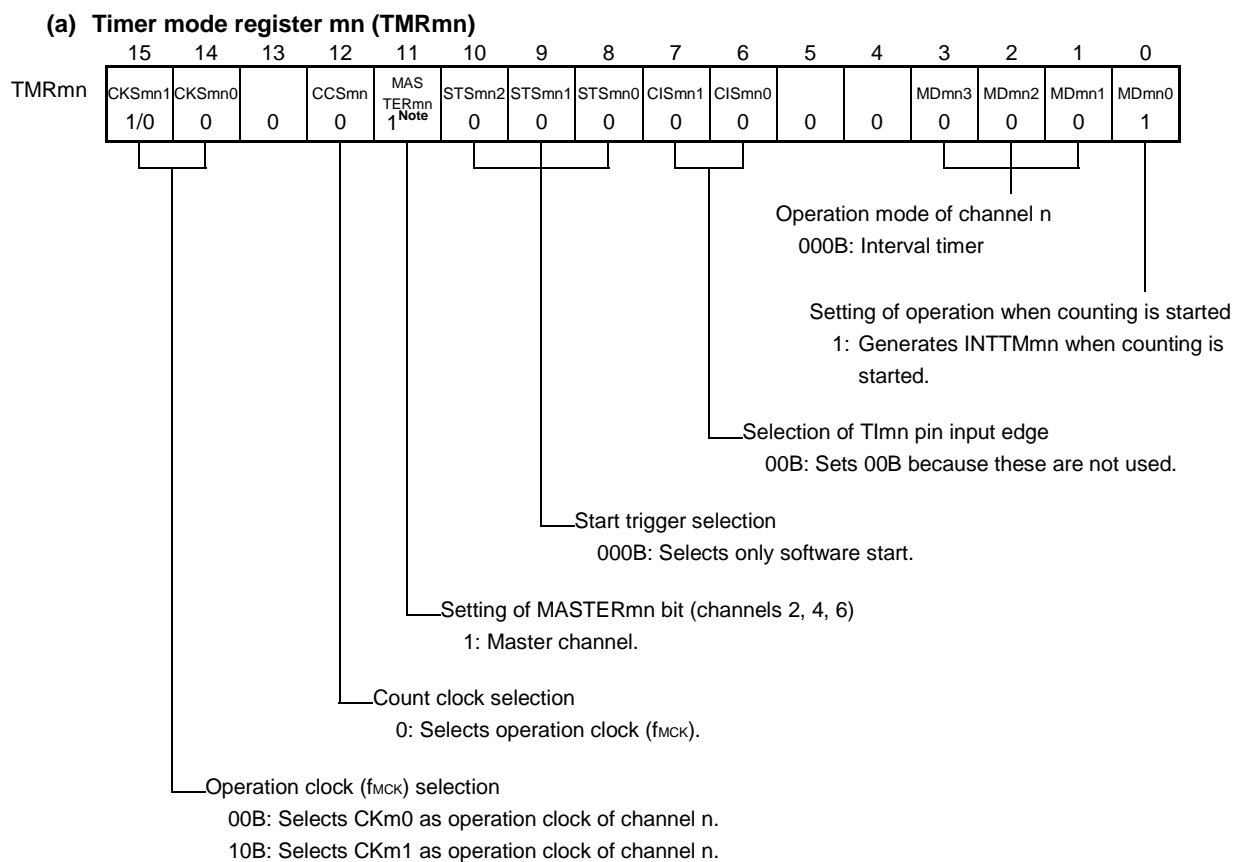 (a) Timer mode register mn (TMRmn)
15 14 13 12 11 10 9 8 7 6 5 4 3 2 1 0
TMRmn CKSmn1 CKSmn0 CCSmn MAS TERmn STSmn2 STSmn1 STSmn0 CISmn1 CISmn0 MDmn3 MDmn2 MDmn1 MDmn0
1/0 0 0 0 1Note 0 0 0 0 0 0 0 0 0 0 1
Operation mode of channel n
000B: Interval timer
Setting of operation when counting is started
1: Generates INTTMmn when counting is
started.
Selection of TImn pin input edge
00B: Sets 00B because these are not used.
Start trigger selection
000B: Selects only software start.
Setting of MASTERmn bit (channels 2, 4, 6)
1: Master channel.
Count clock selection
0: Selects operation clock (fMCK).
Operation clock (fMCK) selection
00B: Selects CKm0 as operation clock of channel n.
10B: Selects CKm1 as operation clock of channel n.